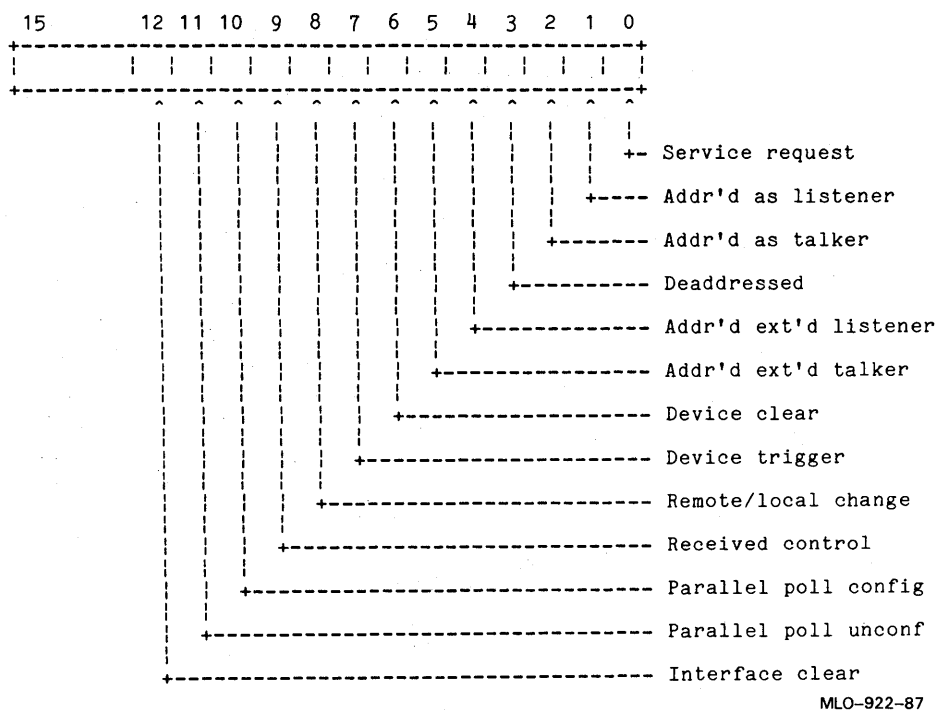 15 12 11 10 9 8 7 6 5 4 3 2 1 0
Service request
Addr'd as listener
Addr'd as talker
Deaddressed
Addr'd ext'd listener
Addr'd ext'd talker
Device clear
Device trigger
Remote/local change
Received control
Parallel poll config
Parallel poll unconf
Interface clear
MLO-922-87